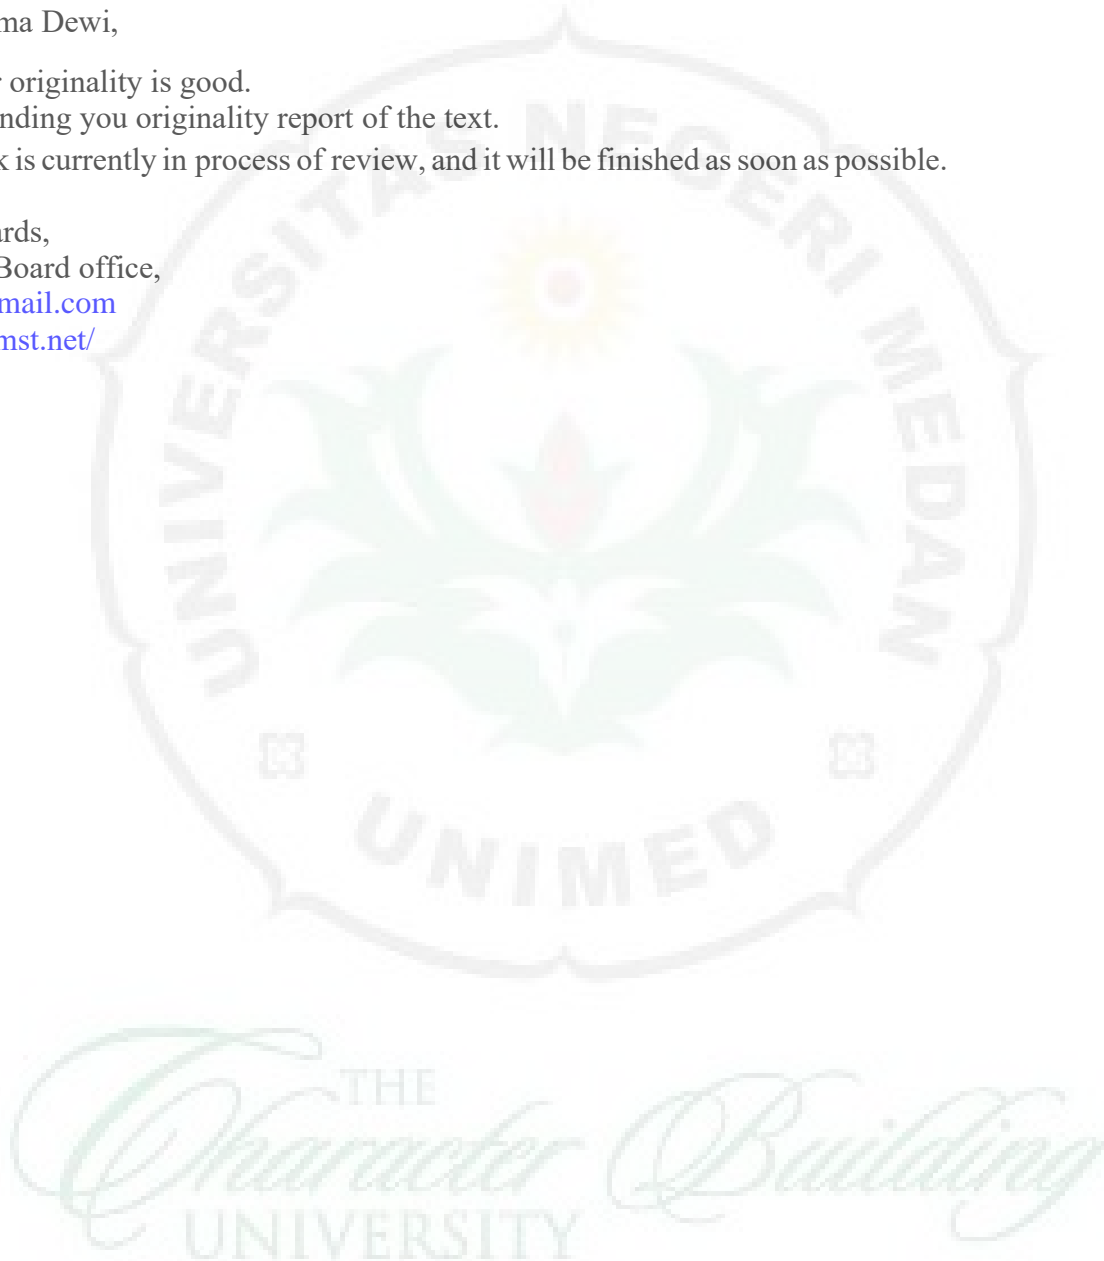 ma Dewi,
r originality is good.
nding you originality report of the text.
k is currently in process of review, and it will be finished as soon as possible.
ards,
Board office,
mail.com
mst.net/
UNIVERSITAS NEGERI MEDAN
UNIMED
THE
Character Building
UNIVERSITY